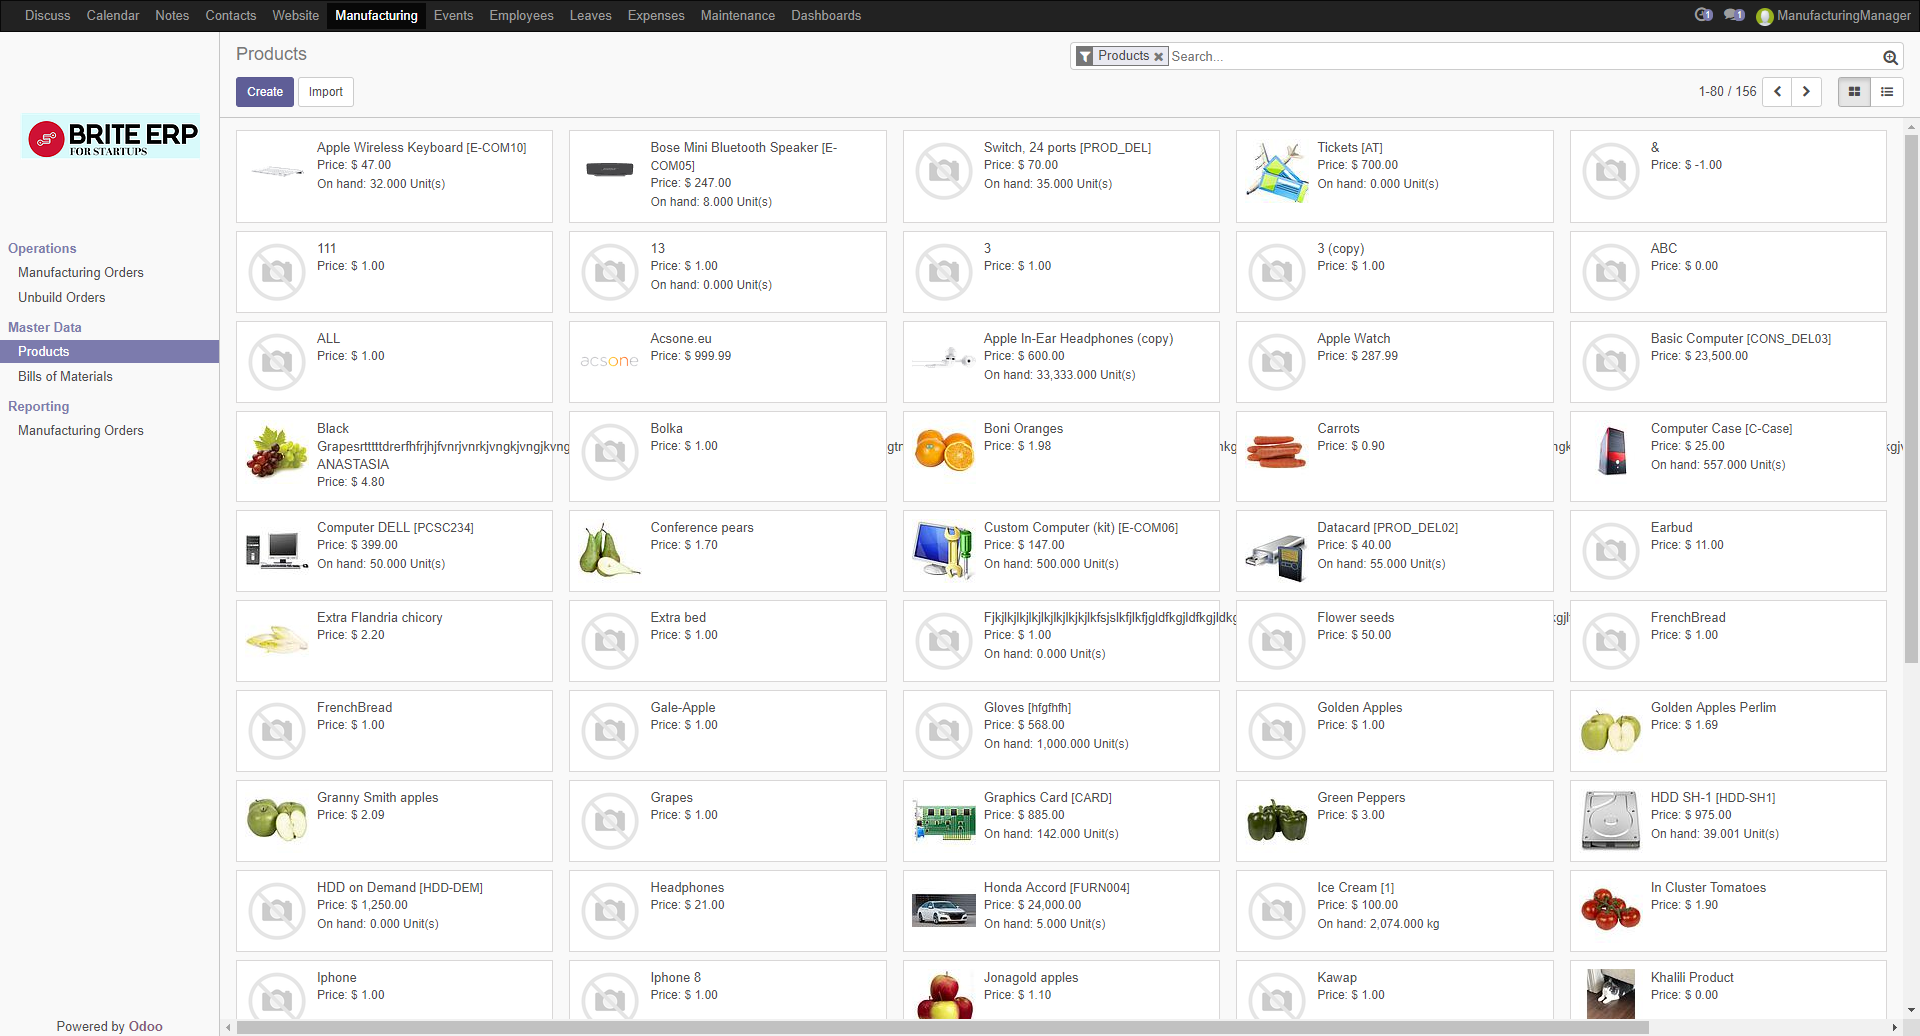 Discuss Calendar Notes Contacts Website Manufacturing Events Employees Leaves Expenses Maintenance Dashboards 1 1 ManufacturingManager
Products
Products Search...
Create Import
1-80 / 156
BRITE ERP
FOR STARTUPS
Operations
Manufacturing Orders
Unbuild Orders
Master Data
Products
Bills of Materials
Reporting
Manufacturing Orders
Powered by Odoo
Apple Wireless Keyboard [E-COM10]
Price: $ 47.00
On hand: 32.000 Unit(s)
Bose Mini Bluetooth Speaker [E-
COM05]
Price: $ 247.00
On hand: 8.000 Unit(s)
Switch, 24 ports [PROD_DEL]
Price: $ 70.00
On hand: 35.000 Unit(s)
Tickets [AT]
Price: $ 700.00
On hand: 0.000 Unit(s)
&
Price: $ -1.00
111
Price: $ 1.00
13
Price: $ 1.00
On hand: 0.000 Unit(s)
3
Price: $ 1.00
3 (copy)
Price: $ 1.00
ABC
Price: $ 0.00
ALL
Price: $ 1.00
acsone
Acsone.eu
Price: $ 999.99
Apple In-Ear Headphones (copy)
Price: $ 600.00
On hand: 33,333.000 Unit(s)
Apple Watch
Price: $ 287.99
Basic Computer [CONS_DEL03]
Price: $ 23,500.00
Black
ANASTASIA
Price: $ 4.80
Bolka
Price: $ 1.00
Boni Oranges
Price: $ 1.98
Carrots
Price: $ 0.90
Computer Case [C-Case]
Price: $ 25.00
On hand: 557.000 Unit(s)
Computer DELL [PCSC234]
Price: $ 399.00
On hand: 50.000 Unit(s)
Conference pears
Price: $ 1.70
Custom Computer (kit) [E-COM06]
Price: $ 147.00
On hand: 500.000 Unit(s)
Datacard [PROD_DEL02]
Price: $ 40.00
On hand: 55.000 Unit(s)
Earbud
Price: $ 11.00
Extra Flandria chicory
Price: $ 2.20
Extra bed
Price: $ 1.00
Price: $ 1.00
On hand: 0.000 Unit(s)
Flower seeds
Price: $ 50.00
FrenchBread
Price: $ 1.00
FrenchBread
Price: $ 1.00
Gale-Apple
Price: $ 1.00
Gloves [hfgfhfh]
Price: $ 568.00
On hand: 1,000.000 Unit(s)
Golden Apples
Price: $ 1.00
Golden Apples Perlim
Price: $ 1.69
Granny Smith apples
Price: $ 2.09
Grapes
Price: $ 1.00
Graphics Card [CARD]
Price: $ 885.00
On hand: 142.000 Unit(s)
Green Peppers
Price: $ 3.00
HDD SH-1 [HDD-SH1]
Price: $ 975.00
On hand: 39.001 Unit(s)
HDD on Demand [HDD-DEM]
Price: $ 1,250.00
On hand: 0.000 Unit(s)
Headphones
Price: $ 21.00
Honda Accord [FURN004]
Price: $ 24,000.00
On hand: 5.000 Unit(s)
Ice Cream [1]
Price: $ 100.00
On hand: 2,074.000 kg
In Cluster Tomatoes
Price: $ 1.90
Iphone
Price: $ 1.00
Iphone 8
Price: $ 1.00
Jonagold apples
Price: $ 1.10
Kawap
Price: $ 1.00
Khalili Product
Price: $ 0.00